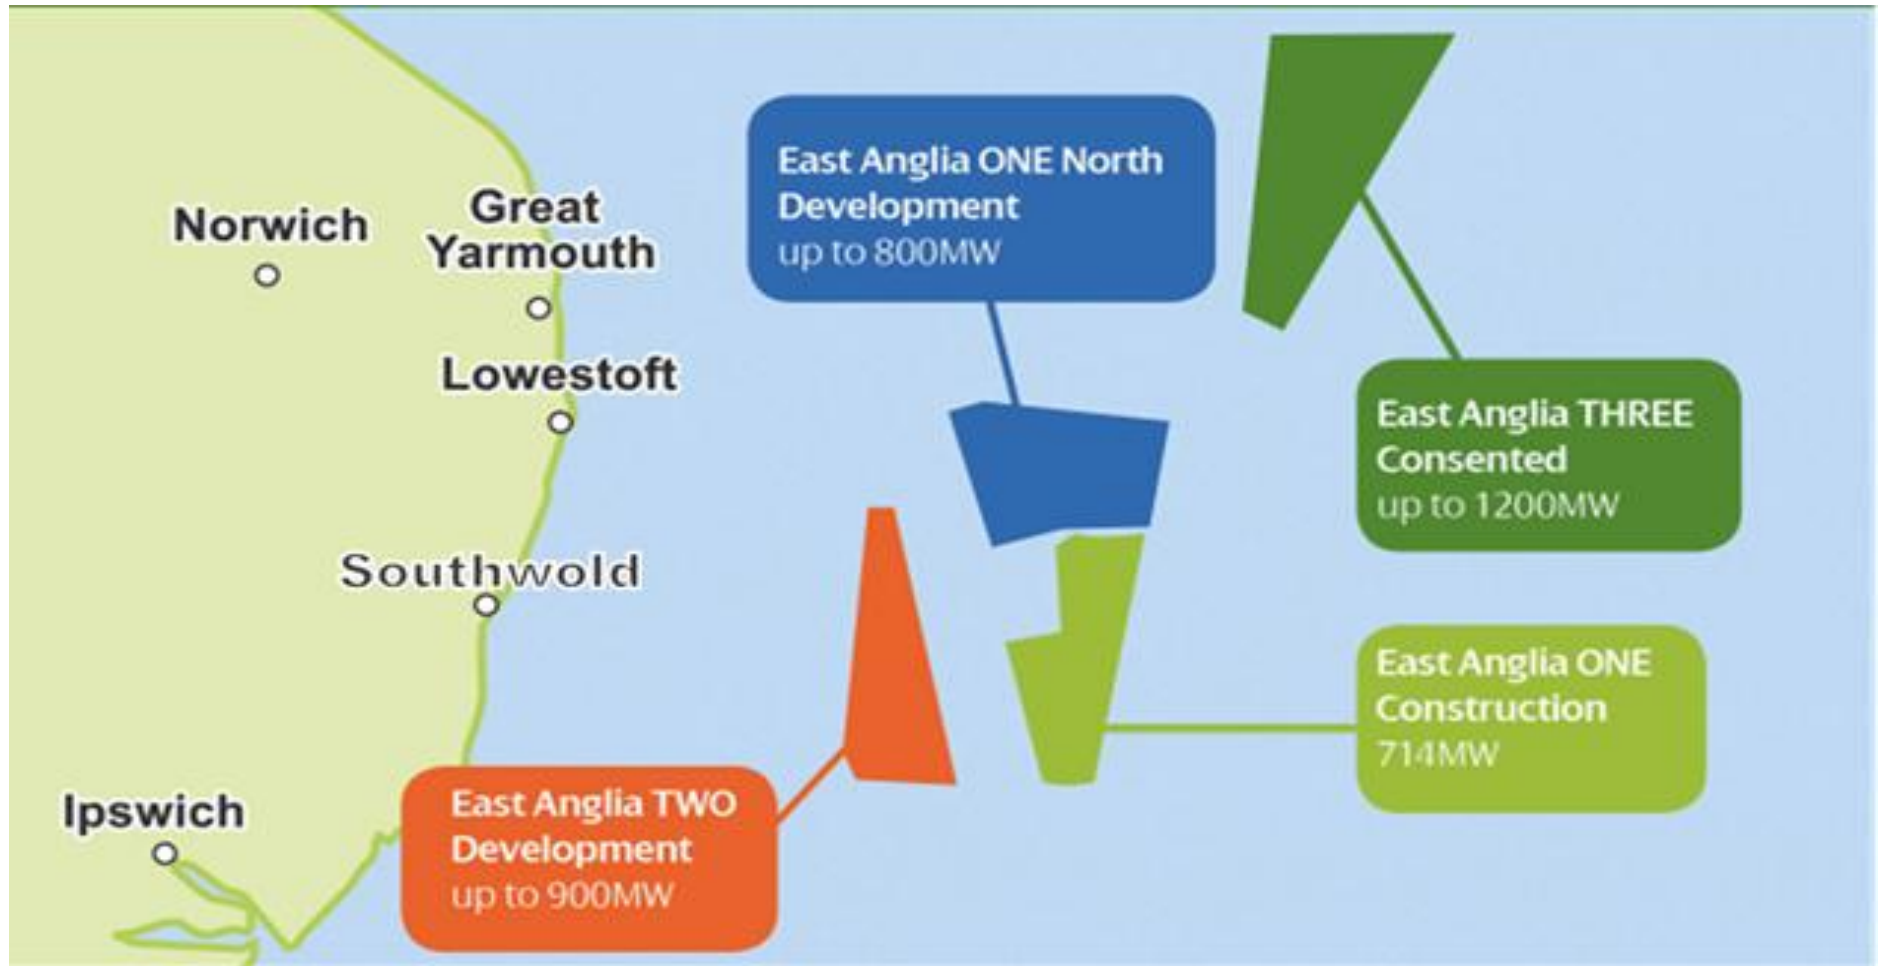 East Anglia ONE North
Development
up to 800MW
Norwich
Great
Yarmouth
Lowestoft
East Anglia THREE
Consented
up to 1200MW
Southwold
East Anglia ONE
Construction
714MW
Ipswich
East Anglia TWO
Development
up to 900MW